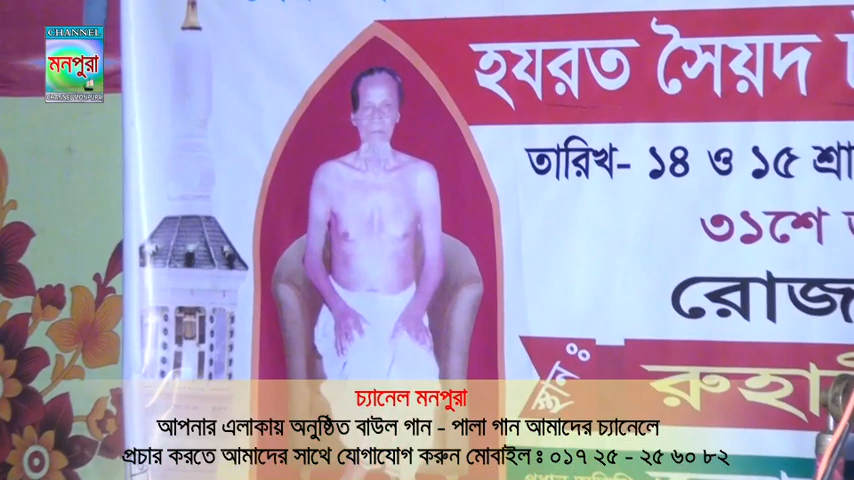 CHANNEL
মনপুরা
CHANNEL MONPURA
হযরত সৈয়দ
তারিখ- ১৪ ও ১৫
৩১শে
স্থান ঃ
চ্যানেল মনপুরা
আপনার এলাকায় অনুষ্ঠিত বাউল গান - পালা গান আমাদের চ্যানেলে
প্রচার করতে আমাদের সাথে যোগাযোগ করুন মোবাইল ঃ ০১৭ ২৫ - ২৫ ৬০ ৮২